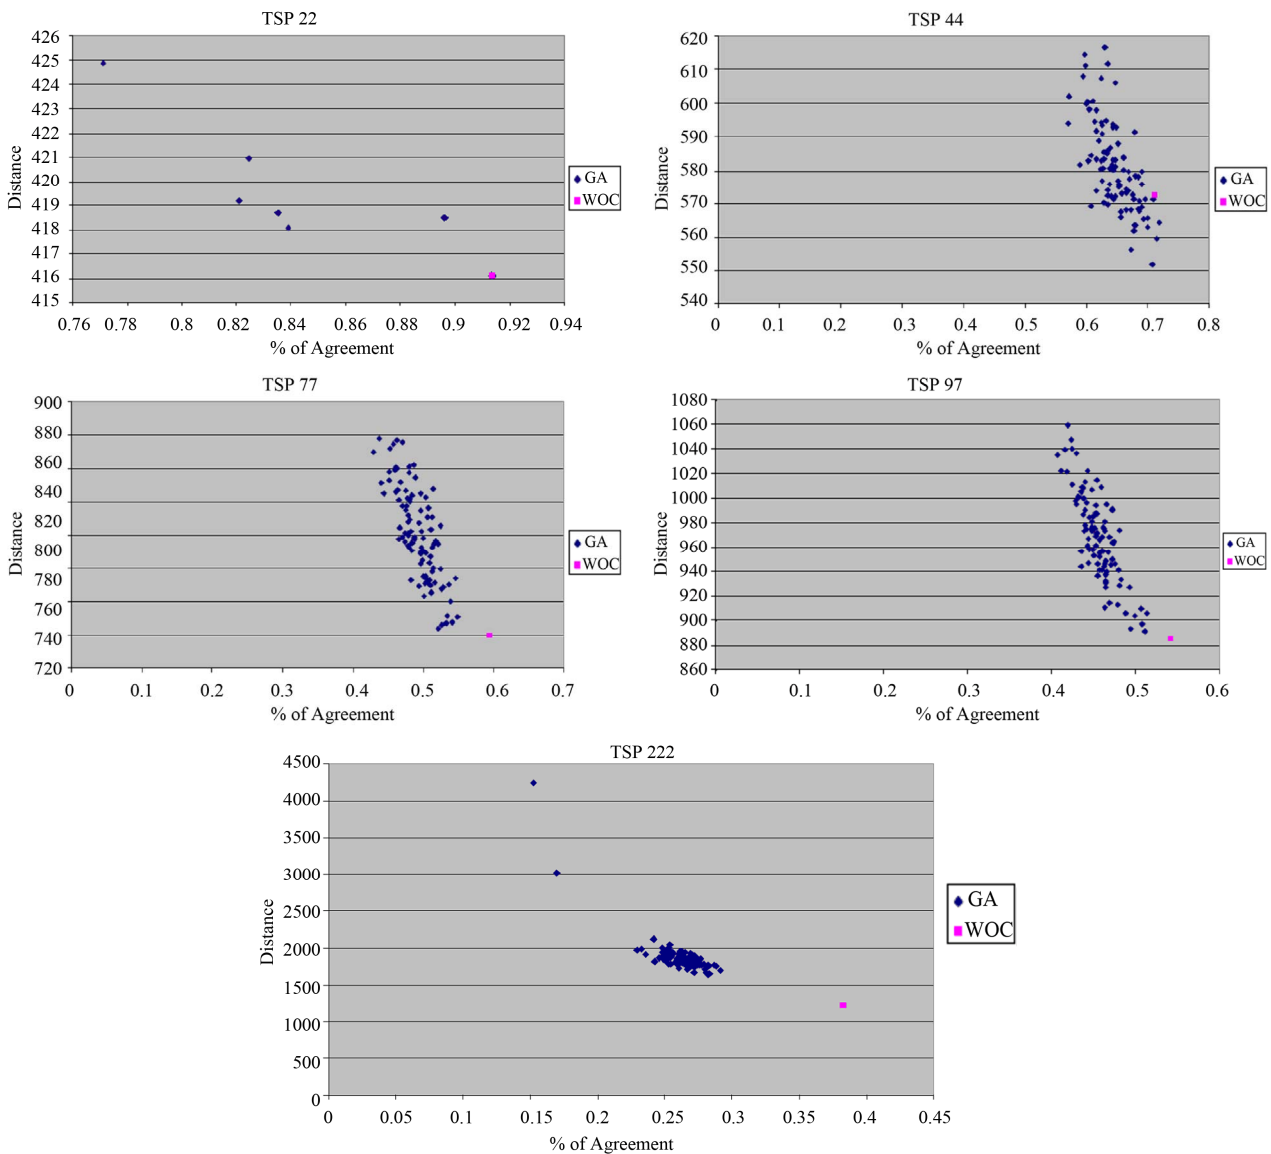 TSP 22
426
425
424
423
422
421
420
419
418
417
416
415
Distance
0.76 0.78 0.8 0.82 0.84 0.86 0.88 0.9 0.92 0.94
% of Agreement
GA
WOC
TSP 44
620
610
600
590
580
570
560
550
540
Distance
0 0.1 0.2 0.3 0.4 0.5 0.6 0.7 0.8
% of Agreement
GA
WOC
TSP 77
900
880
860
840
820
800
780
760
740
720
Distance
0 0.1 0.2 0.3 0.4 0.5 0.6 0.7
% of Agreement
GA
WOC
TSP 97
1080
1060
1040
1020
1000
980
960
940
920
900
880
860
Distance
0 0.1 0.2 0.3 0.4 0.5 0.6
% of Agreement
GA
WOC
TSP 222
4500
4000
3500
3000
2500
2000
1500
1000
500
0
Distance
0 0.05 0.1 0.15 0.2 0.25 0.3 0.35 0.4 0.45
% of Agreement
GA
WOC